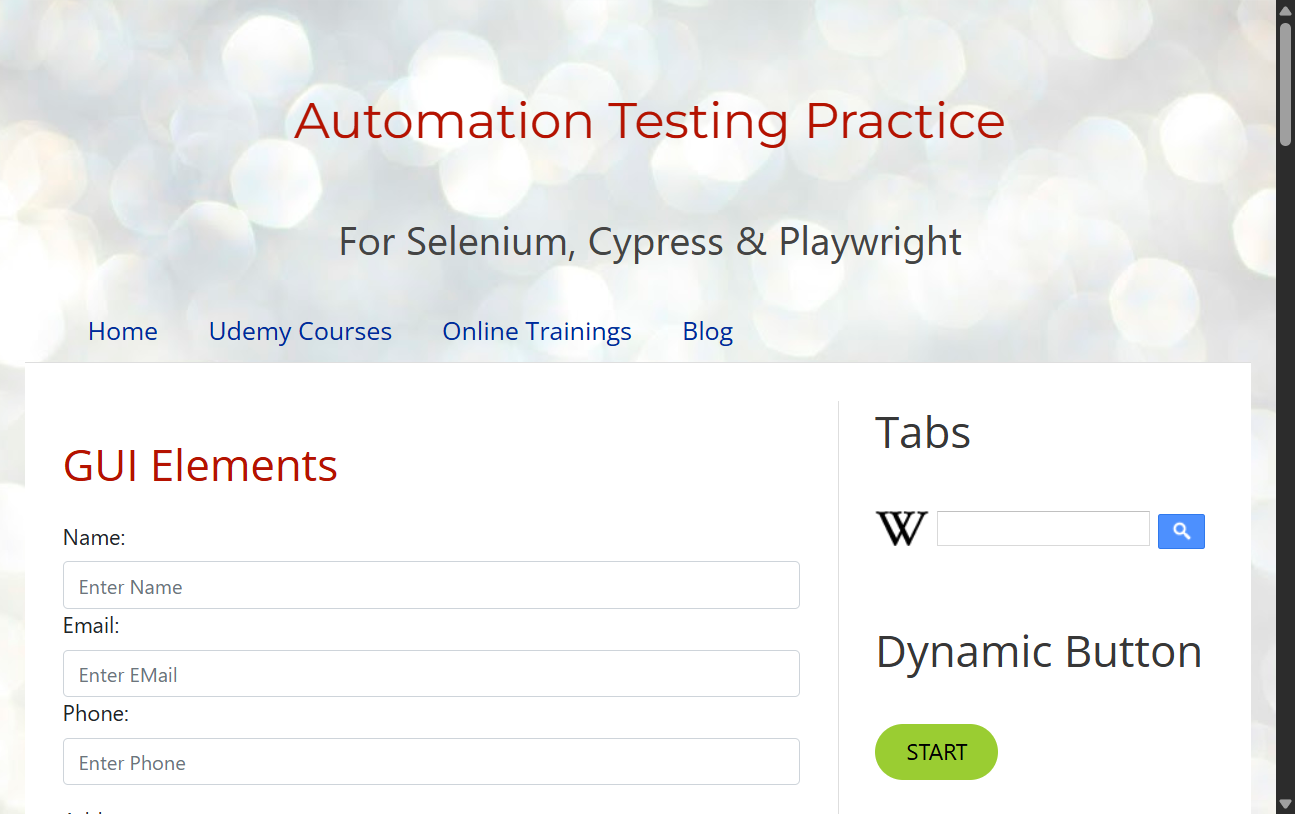 Automation Testing Practice
For Selenium, Cypress & Playwright
Home Udemy Courses Online Trainings Blog
GUI Elements
Name:
Enter Name
Email:
Enter EMail
Phone:
Enter Phone
Tabs
W
Dynamic Button
START